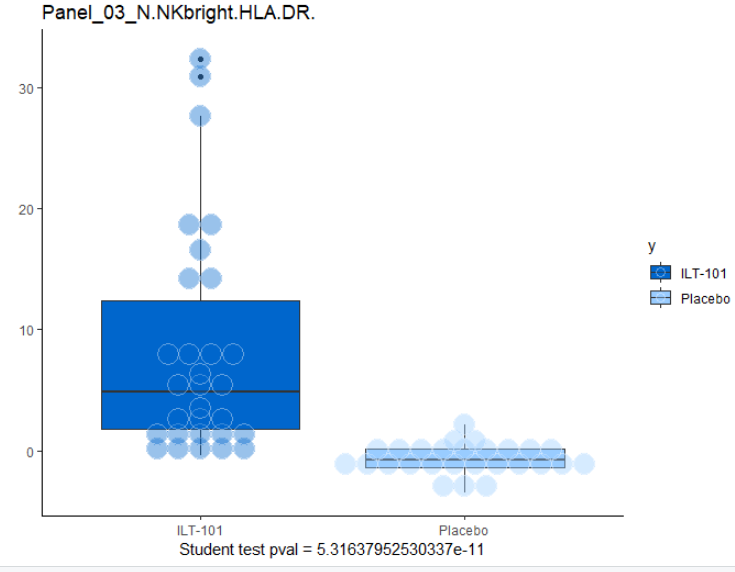 Panel_03_N.NKbright.HLA.DR.
30
20
10
0
y
ILT-101
Placebo
ILT-101
Placebo
Student test pval = 5.31637952530337e-11